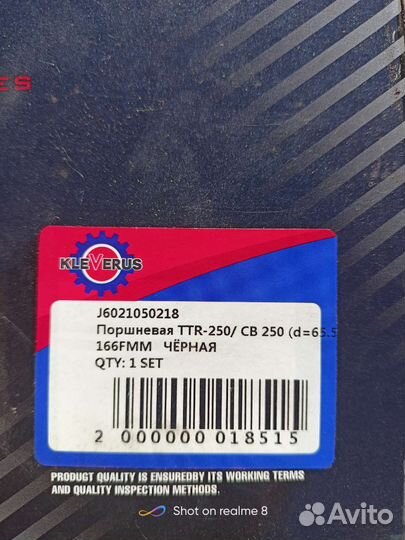 ES
KLEVERUS
J6021050218
Поршневая TTR-250/ CB 250 (d=65.5
166FMM ЧЁРНАЯ
QTY: 1 SET
2 000000 018515
PRODUCT QUALITY IS ENSUREDBY ITS WORKING TERMS
AND QUALITY INSPECTION METHODS.
Shot on realme 8
Avito